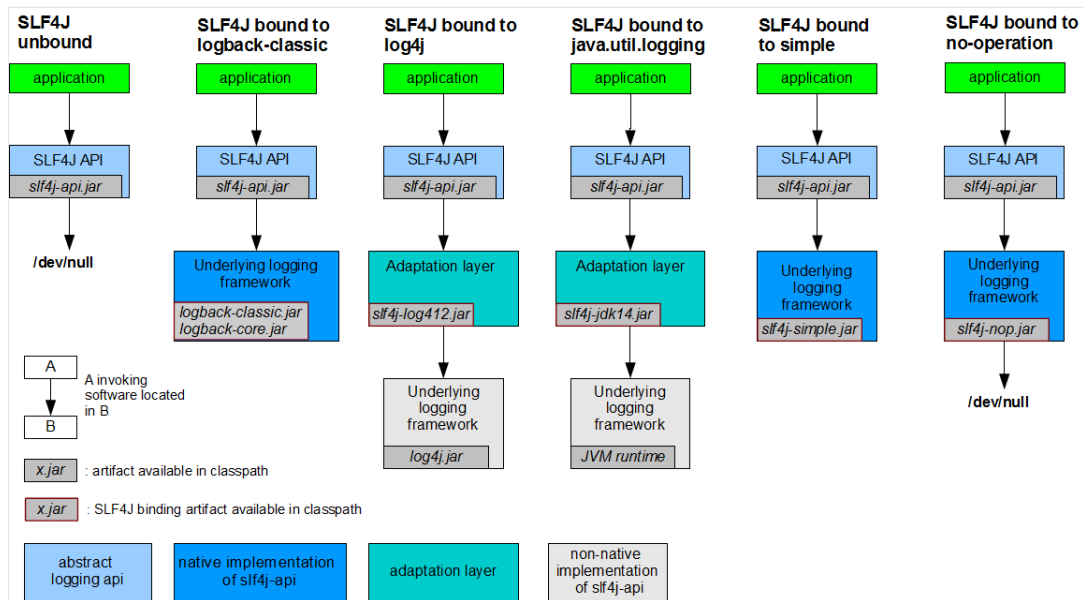 SLF4J
unbound
SLF4J bound to
logback-classic
SLF4J bound to
log4j
SLF4J bound to
java.util.logging
SLF4J bound
to simple
SLF4J bound to
no-operation
application
application
application
application
application
application
SLF4J API
slf4j-api.jar
SLF4J API
slf4j-api.jar
SLF4J API
slf4j-api.jar
SLF4J API
slf4j-api.jar
SLF4J API
slf4j-api.jar
SLF4J API
slf4j-api.jar
/dev/null
Underlying logging
framework
logback-classic.jar
logback-core.jar
Adaptation layer
slf4j-log412.jar
Adaptation layer
slf4j-jdk14.jar
Underlying
logging
framework
slf4j-simple.jar
Underlying
logging
framework
slf4j-nop.jar
Underlying
logging
framework
log4j.jar
Underlying
logging
framework
JVM runtime
/dev/null
A
B
A invoking
software located
in B
x.jar : artifact available in classpath
x.jar : SLF4J binding artifact available in classpath
abstract
logging api
native implementation
of slf4j-api
adaptation layer
non-native
implementation
of slf4j-api